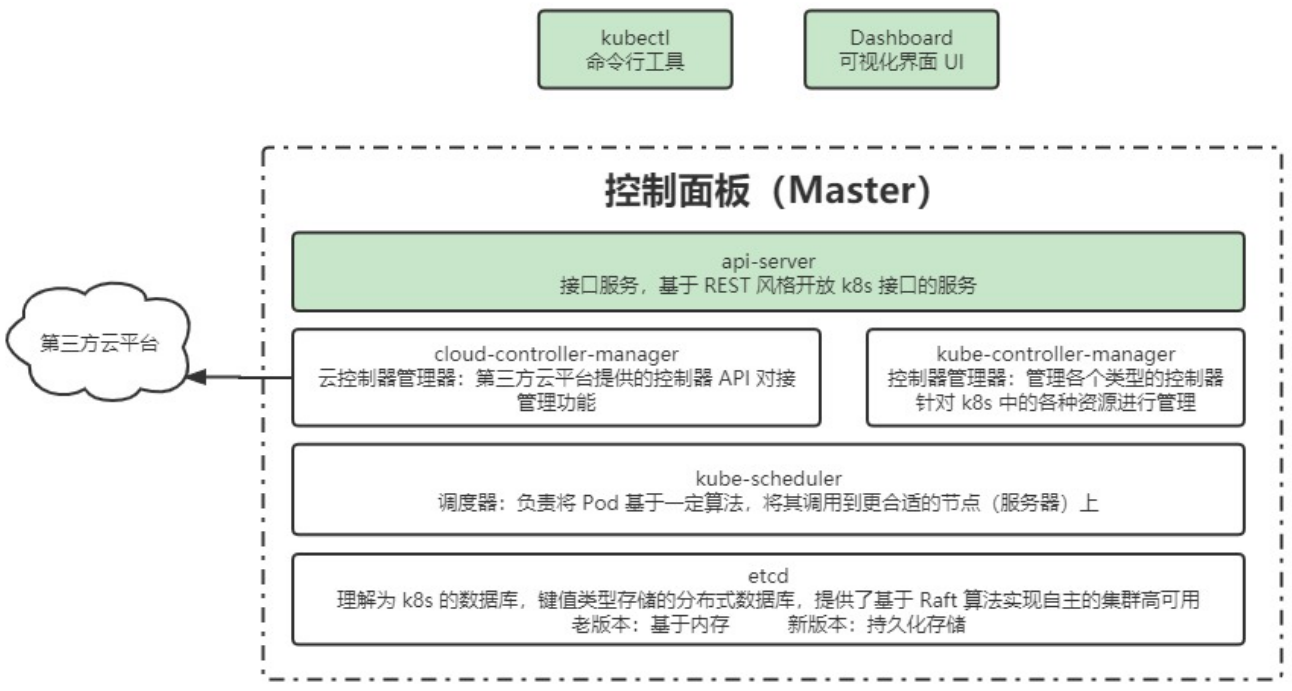 kubectl
命令行工具
Dashboard
可视化界面 UI
控制面板（Master）
api-server
接口服务，基于 REST 风格开放 k8s 接口的服务
第三方云平台
cloud-controller-manager
云控制器管理器：第三方云平台提供的控制器 API 对接
管理功能
kube-controller-manager
控制器管理器：管理各个类型的控制器
针对 k8s 中的各种资源进行管理
kube-scheduler
调度器：负责将 Pod 基于一定算法，将其调用到更合适的节点（服务器）上
etcd
理解为 k8s 的数据库，键值类型存储的分布式数据库，提供了基于 Raft 算法实现自主的集群高可用
老版本：基于内存 新版本：持久化存储